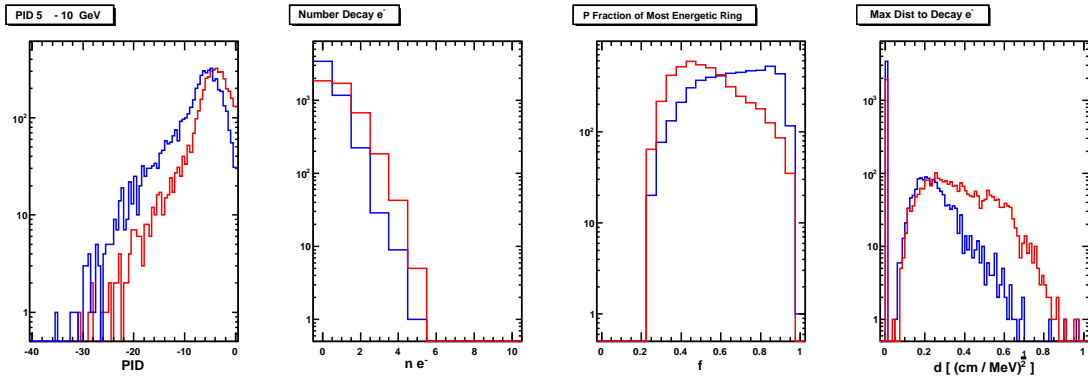 PID 5 - 10 GeV
10²
10
1
-40 -30 -20 -10 0
PID
Number Decay e⁻
10³
10²
10
1
0 2 4 6 8 10
n e⁻
P Fraction of Most Energetic Ring
10²
10
1
0 0.2 0.4 0.6 0.8 1
f
Max Dist to Decay e⁻
10³
10²
10
1
0 0.2 0.4 0.6 0.8 1
d [ (cm / MeV)^½ ]